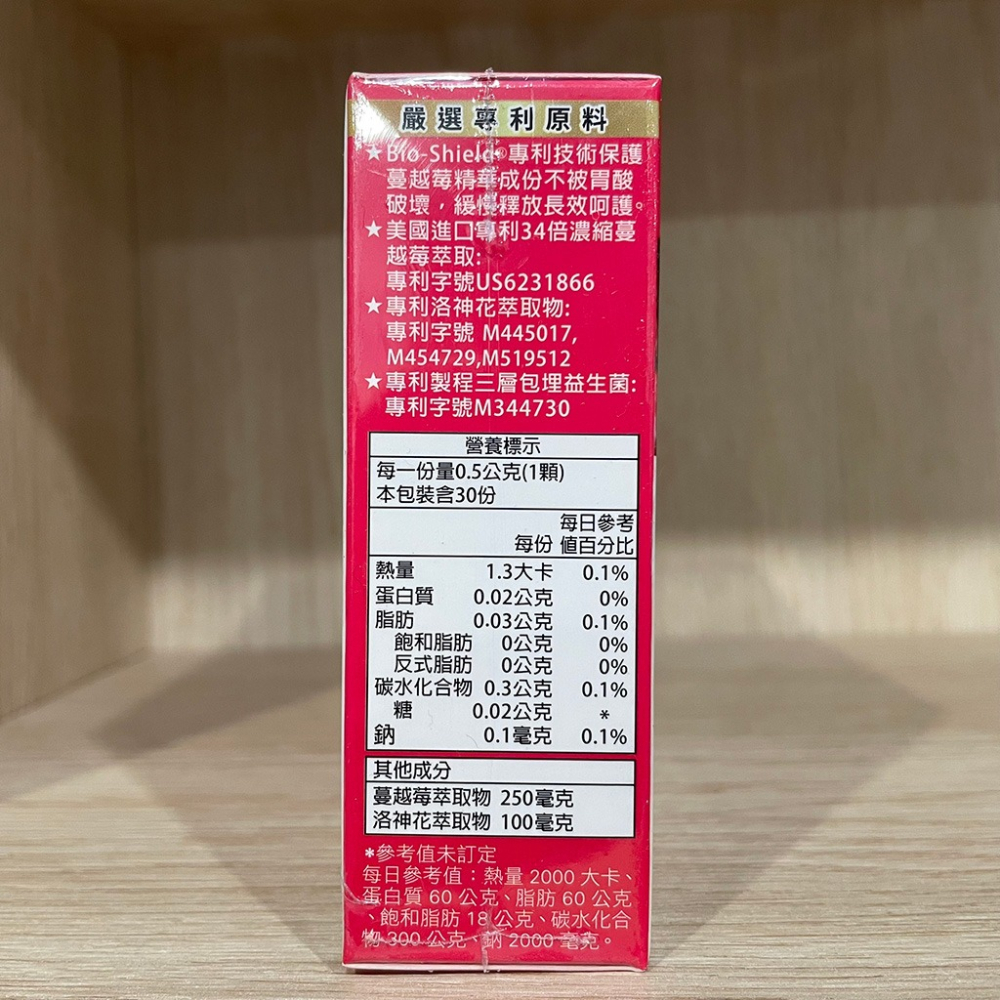 嚴選專利原料
★Bio-Shield®專利技術保護
蔓越莓精華成份不被胃酸
破壞，緩慢釋放長效呵護。
★美國進口專利34倍濃縮蔓
越莓萃取:
專利字號US6231866
★專利洛神花萃取物:
專利字號 M445017,
M454729,M519512
★專利製程三層包埋益生菌:
專利字號M344730
營養標示
每一份量0.5公克(1顆)
本包裝含30份
每日參考
每份 值百分比
熱量 1.3大卡 0.1%
蛋白質 0.02公克 0%
脂肪 0.03公克 0.1%
飽和脂肪 0公克 0%
反式脂肪 0公克 0%
碳水化合物 0.3公克 0.1%
糖 0.02公克 *
鈉 0.1毫克 0.1%
其他成分
蔓越莓萃取物 250毫克
洛神花萃取物 100毫克
*參考值未訂定
每日參考值：熱量 2000 大卡、
蛋白質 60 公克、脂肪 60 公克
、飽和脂肪 18 公克、碳水化合
物 300 公克、鈉 2000 毫克。